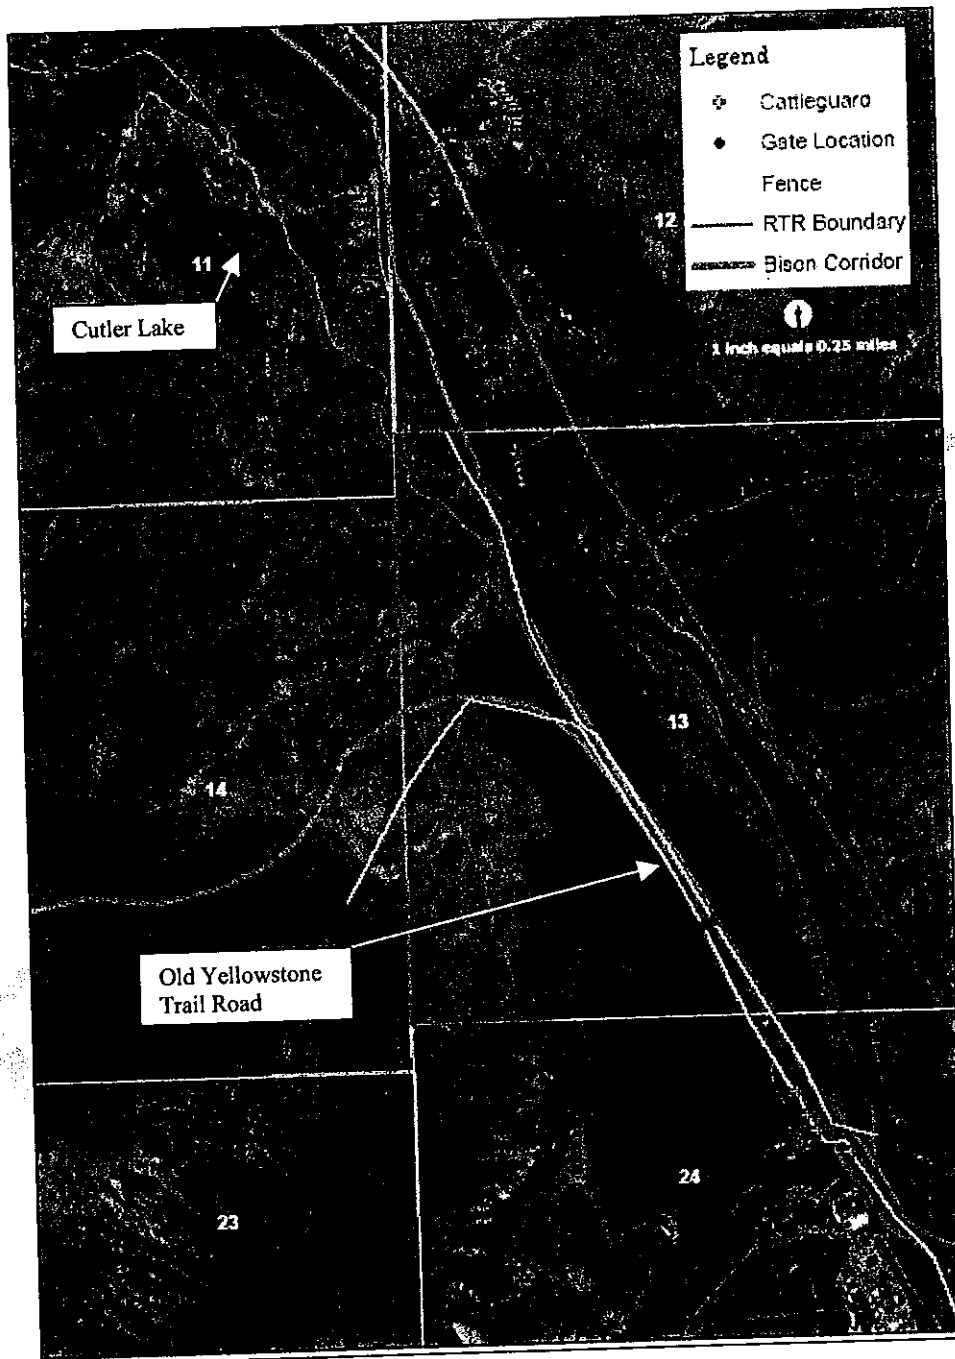 Legend
Cattleguard
Gate Location
Fence
RTR Boundary
Bison Corridor
1 inch equals 0.25 miles
12
11
Cutler Lake
13
14
Old Yellowstone
Trail Road
24
23